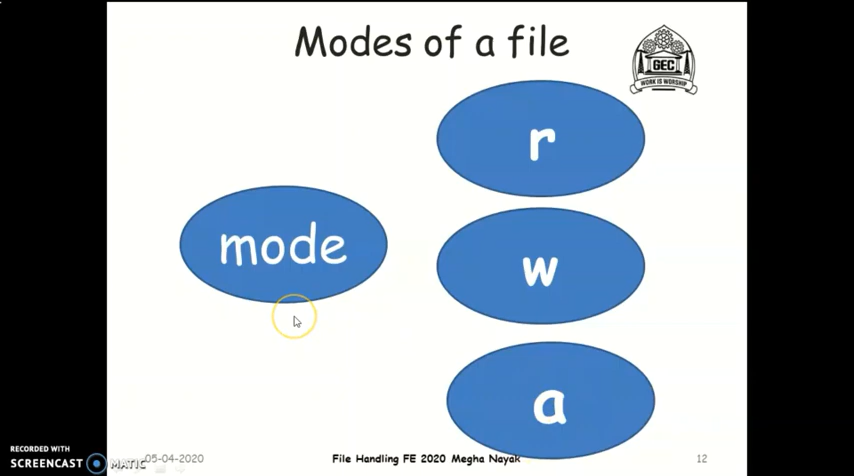 Modes of a file
GEC
WORK IS WORSHIP
r
mode
w
a
RECORDED WITH
SCREENCAST MATIC
05-04-2020
File Handling FE 2020 Megha Nayak
12